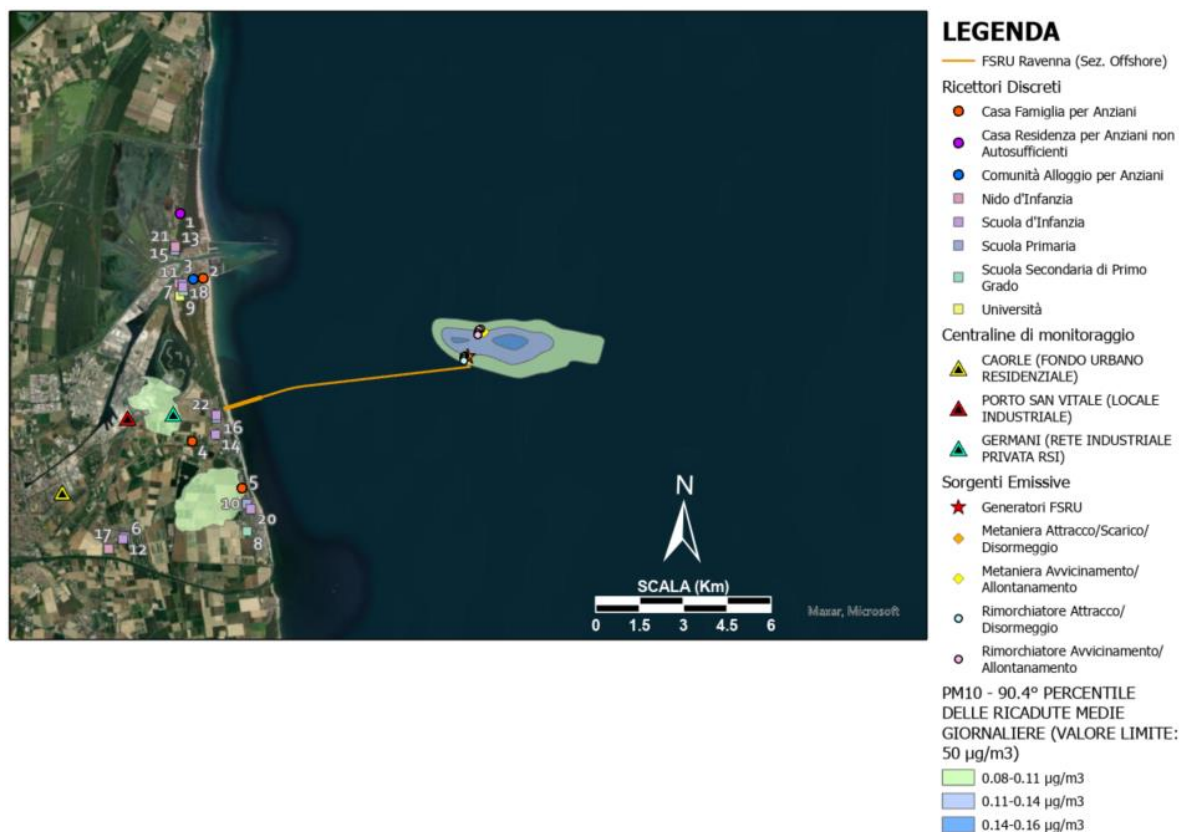 1
21 13
15
3 2
11
7 18
9
22
16
14
4
5
10
20
8
17 6
12
N
SCALA (Km)
0 1.5 3 4.5 6
Maxar, Microsoft
LEGENDA
FSRU Ravenna (Sez. Offshore)
Ricettori Discreti
Casa Famiglia per Anziani
Casa Residenza per Anziani non
Autosufficienti
Comunità Alloggio per Anziani
Nido d'Infanzia
Scuola d'Infanzia
Scuola Primaria
Scuola Secondaria di Primo
Grado
Università
Centraline di monitoraggio
CAORLE (FONDO URBANO
RESIDENZIALE)
PORTO SAN VITALE (LOCALE
INDUSTRIALE)
GERMANI (RETE INDUSTRIALE
PRIVATA RSI)
Sorgenti Emissive
Generatori FSRU
Metaniera Attracco/Scarico/
Disormeggio
Metaniera Avvicinamento/
Allontanamento
Rimorchiatore Attracco/
Disormeggio
Rimorchiatore Avvicinamento/
Allontanamento
PM10 - 90.4° PERCENTILE
DELLE RICADUTE MEDIE
GIORNALIERE (VALORE LIMITE:
50 µg/m3)
0.08-0.11 µg/m3
0.11-0.14 µg/m3
0.14-0.16 µg/m3